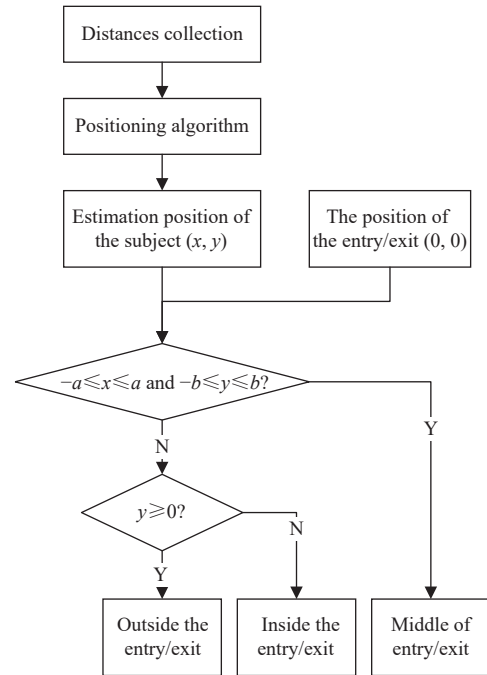 Distances collection
Positioning algorithm
Estimation position of
the subject (x, y)
The position of
the entry/exit (0, 0)
−a⩽x⩽a and −b⩽y⩽b?
Y
N
y⩾0?
N
Y
Outside the
entry/exit
Inside the
entry/exit
Middle of
entry/exit